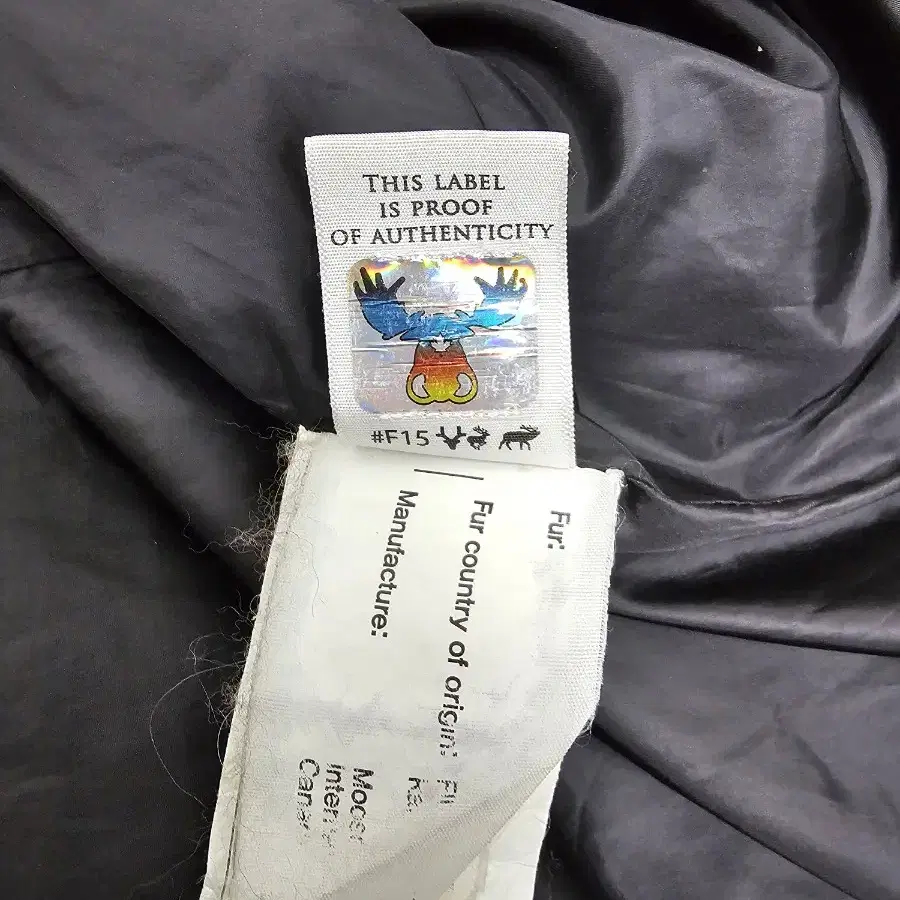 THIS LABEL
IS PROOF
OF AUTHENTICITY
#F15
Fur:
Fur country of origin:
Manufacture: